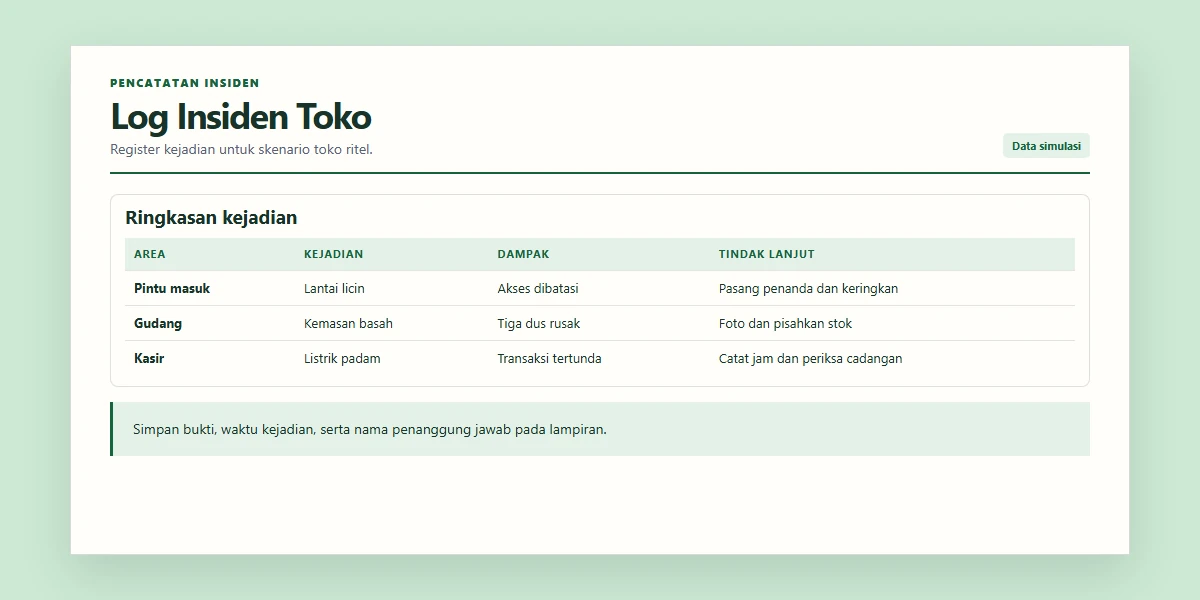 PENCATATAN INSIDEN
Log Insiden Toko
Register kejadian untuk skenario toko ritel.
Data simulasi
Ringkasan kejadian
AREA KEJADIAN DAMPAK TINDAK LANJUT
Pintu masuk Lantai licin Akses dibatasi Pasang penanda dan keringkan
Gudang Kemasan basah Tiga dus rusak Foto dan pisahkan stok
Kasir Listrik padam Transaksi tertunda Catat jam dan periksa cadangan
Simpan bukti, waktu kejadian, serta nama penanggung jawab pada lampiran.